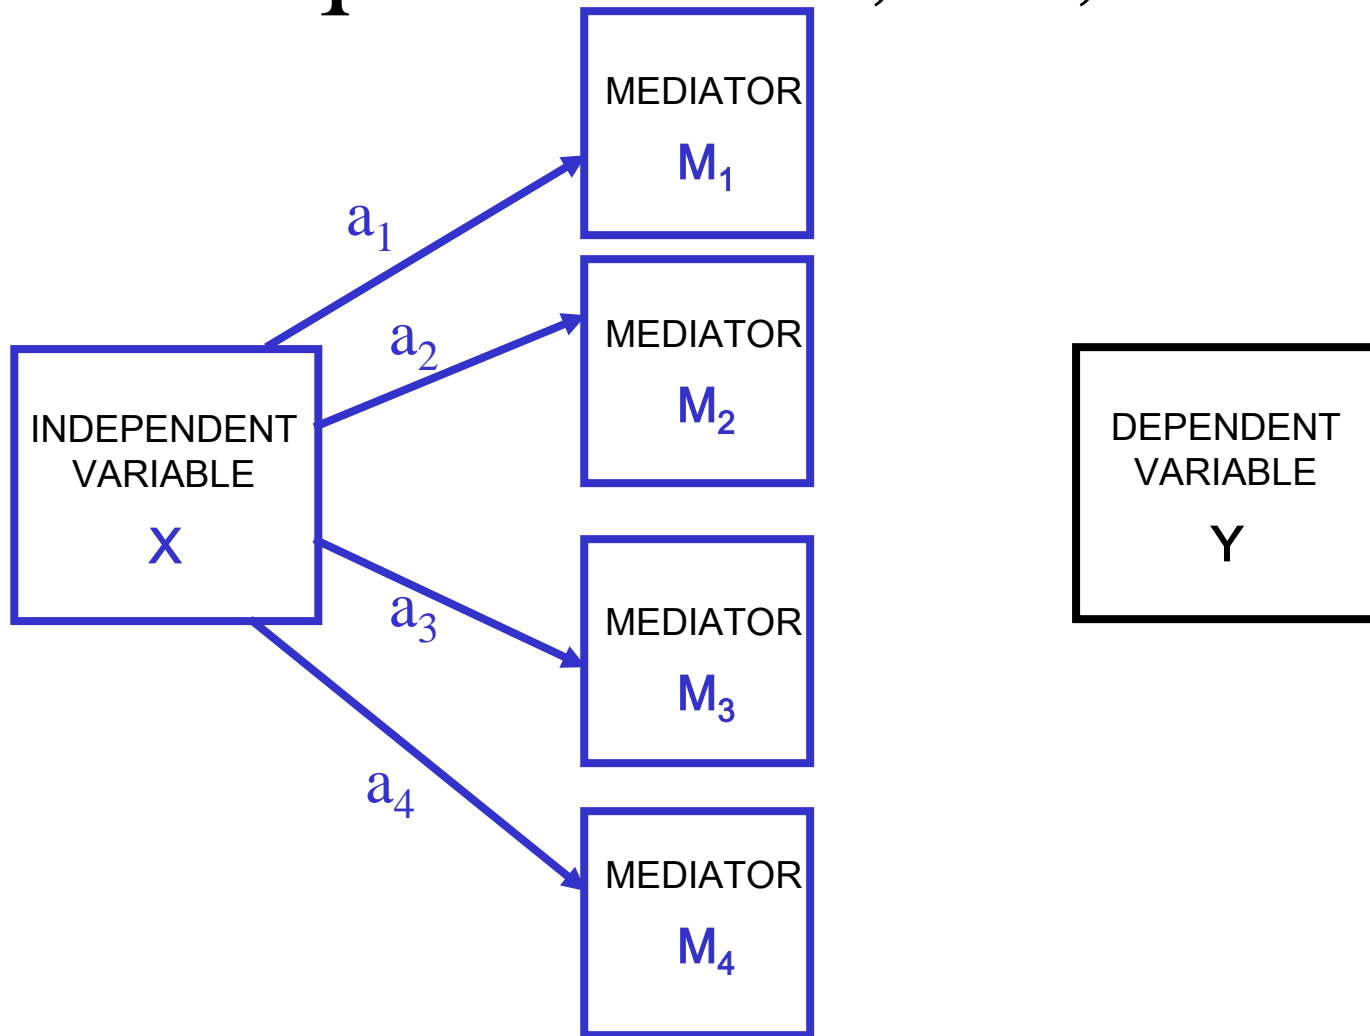 MEDIATOR
M₁
a₁
MEDIATOR
M₂
a₂
INDEPENDENT
VARIABLE
X
DEPENDENT
VARIABLE
Y
a₃
MEDIATOR
M₃
a₄
MEDIATOR
M₄